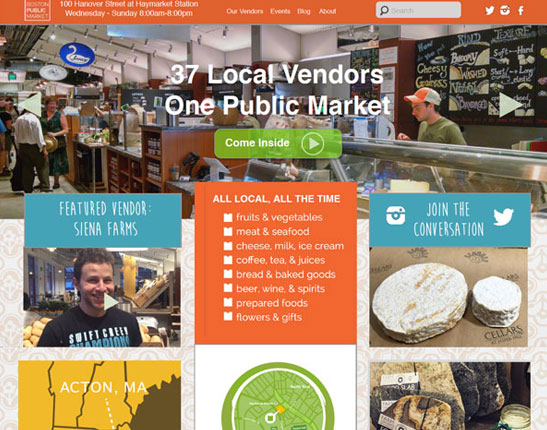 BOSTON
PUBLIC
MARKET
100 Hanover Street at Haymarket Station
Wednesday - Sunday 8:00am-8:00pm
Our Vendors Events Blog About
Search
37 Local Vendors
One Public Market
Come Inside
Cheesy
FEATURED VENDOR:
SIENA FARMS
ALL LOCAL, ALL THE TIME
fruits & vegetables
meat & seafood
cheese, milk, ice cream
coffee, tea, & juices
bread & baked goods
beer, wine, & spirits
prepared foods
flowers & gifts
JOIN THE
CONVERSATION
SWIFT CREEK
CELLARS
ACTON, MA